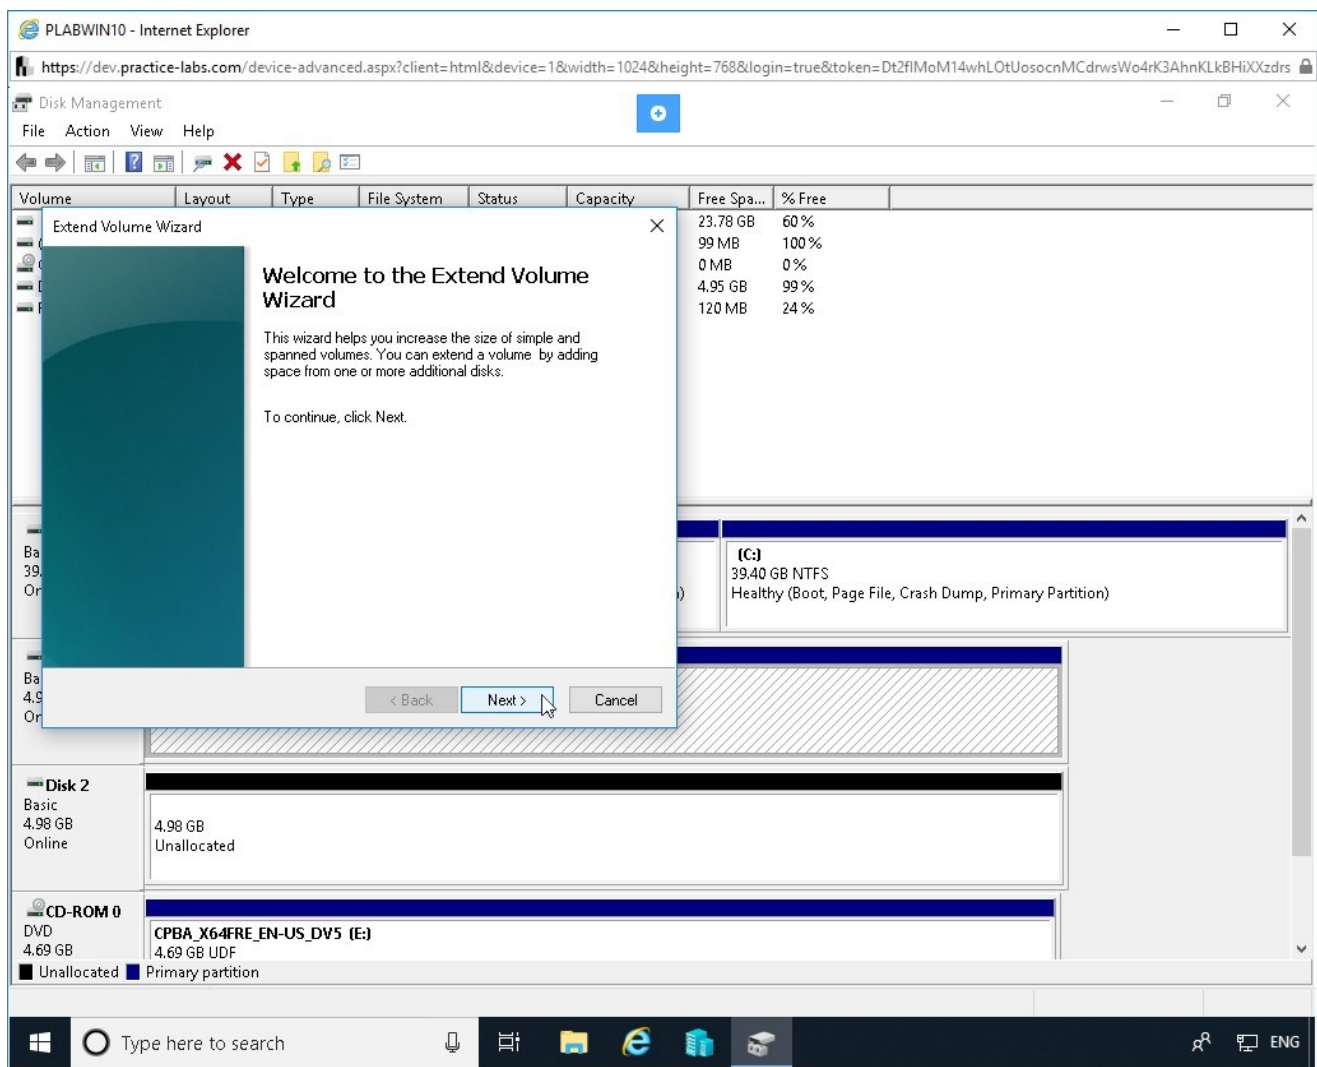 PLABWIN10 - Internet Explorer
https://dev.practice-labs.com/device-advanced.aspx?client=html&device=1&width=1024&height=768&login=true&token=Dt2flMoM14whLOtUosocnMCdrwsWo4rK3AhnKLkBHiXXzdrs
Disk Management
File Action View Help
Volume Layout Type File System Status Capacity Free Spa... % Free
23.78 GB 60 %
99 MB 100 %
0 MB 0 %
4.95 GB 99 %
120 MB 24 %
Extend Volume Wizard
Welcome to the Extend Volume
Wizard
This wizard helps you increase the size of simple and
spanned volumes. You can extend a volume by adding
space from one or more additional disks.
To continue, click Next.
< Back Next > Cancel
Ba
39.
Or
(C:)
39.40 GB NTFS
Healthy (Boot, Page File, Crash Dump, Primary Partition)
Ba
4.9
Or
Disk 2
Basic
4.98 GB
Online
4.98 GB
Unallocated
CD-ROM 0
DVD
4.69 GB
CPBA_X64FRE_EN-US_DV5 (E:)
4.69 GB UDF
Unallocated Primary partition
Type here to search
ENG